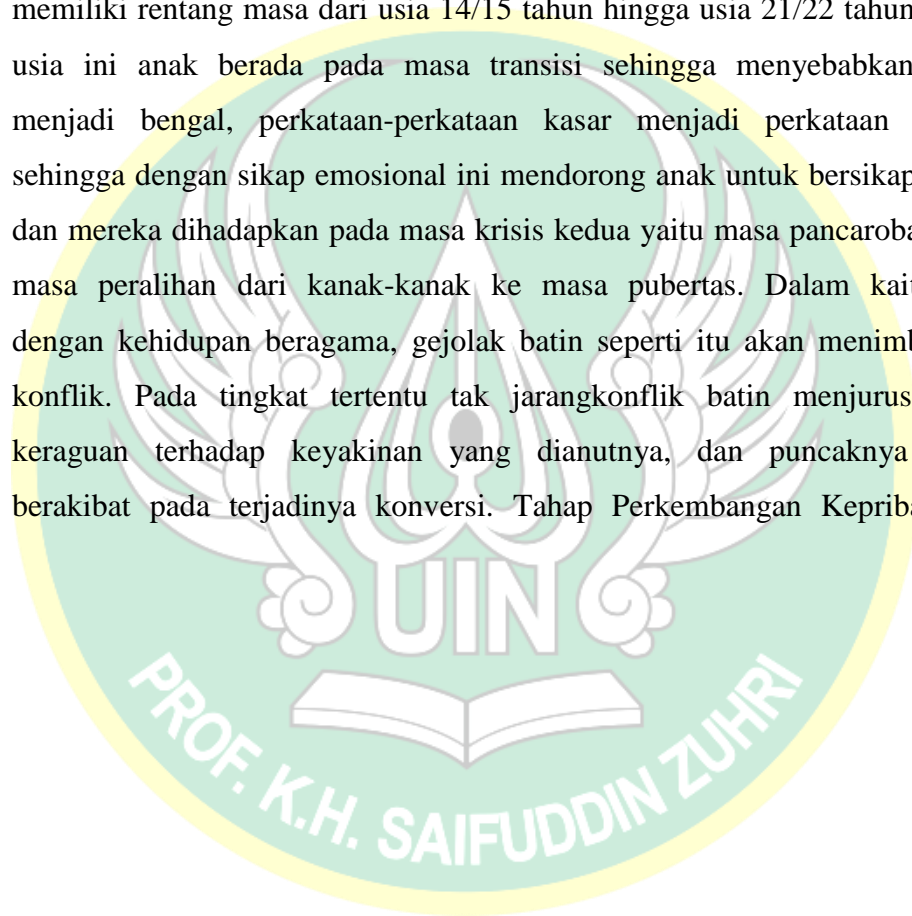 memiliki rentang masa dari usia 14/15 tahun hingga usia 21/22 tahun
usia ini anak berada pada masa transisi sehingga menyebabkan
menjadi bengal, perkataan-perkataan kasar menjadi perkataan
sehingga dengan sikap emosional ini mendorong anak untuk bersikap
dan mereka dihadapkan pada masa krisis kedua yaitu masa pancaroba
masa peralihan dari kanak-kanak ke masa pubertas. Dalam kait
dengan kehidupan beragama, gejolak batin seperti itu akan menimb
konflik. Pada tingkat tertentu tak jarangkonflik batin menjurus
keraguan terhadap keyakinan yang dianutnya, dan puncaknya
berakibat pada terjadinya konversi. Tahap Perkembangan Kepriba
UIN
PROF. K.H. SAIFUDDIN ZUHRI